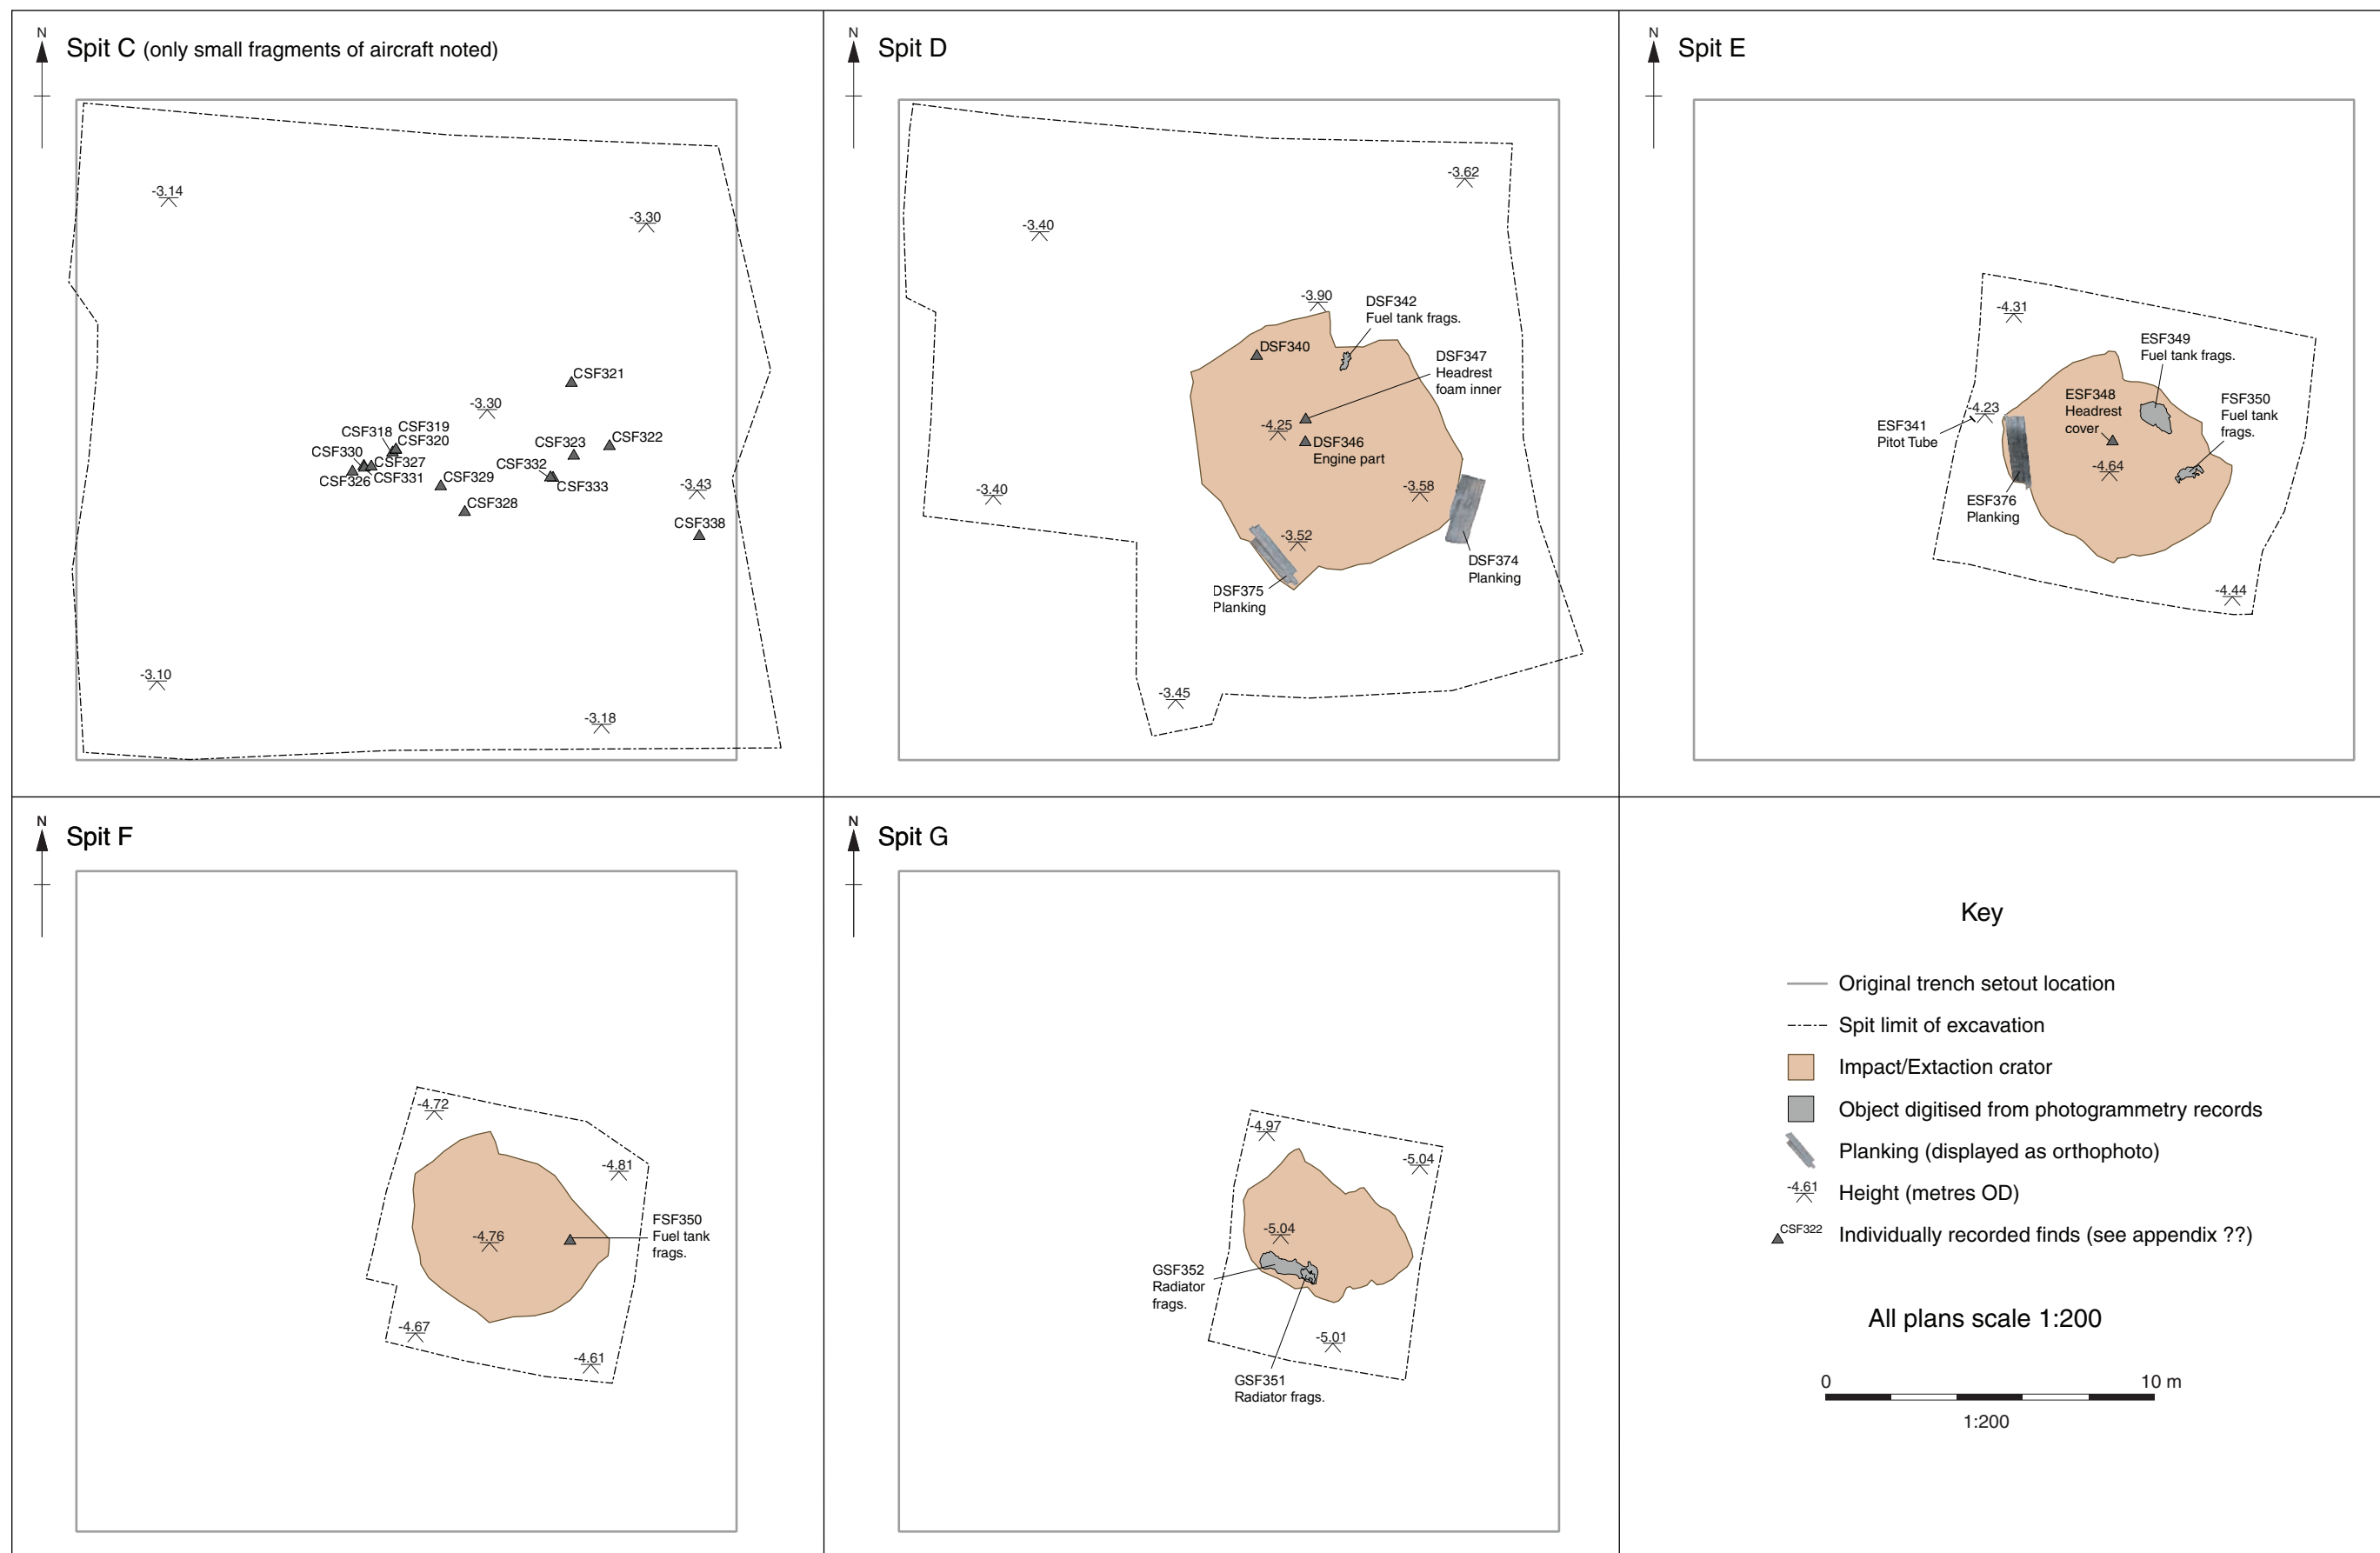 N
Spit C (only small fragments of aircraft noted)
-3.14
-3.30
CSF321
-3.30
CSF319
CSF318
CSF320
CSF322
CSF323
CSF330
CSF327
CSF332
CSF326
CSF331
CSF329
CSF333
-3.43
CSF328
CSF338
-3.10
-3.18
N
Spit D
-3.62
-3.40
-3.90
DSF342
Fuel tank frags.
DSF340
DSF347
Headrest
foam inner
-4.25
DSF346
Engine part
-3.58
-3.40
-3.52
DSF374
Planking
DSF375
Planking
-3.45
N
Spit E
-4.31
ESF349
Fuel tank frags.
ESF348
Headrest
cover
FSF350
Fuel tank
frags.
-4.23
ESF341
Pitot Tube
-4.64
ESF376
Planking
-4.44
N
Spit F
-4.72
-4.81
FSF350
Fuel tank
frags.
-4.76
-4.67
-4.61
N
Spit G
-4.97
-5.04
-5.04
GSF352
Radiator
frags.
-5.01
GSF351
Radiator frags.
Key
Original trench setout location
Spit limit of excavation
Impact/Extaction crator
Object digitised from photogrammetry records
Planking (displayed as orthophoto)
-4.61 Height (metres OD)
CSF322 Individually recorded finds (see appendix ??)
All plans scale 1:200
0 10 m
1:200